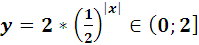 y = 2 * (1/2)^|x| ∈ (0; 2]